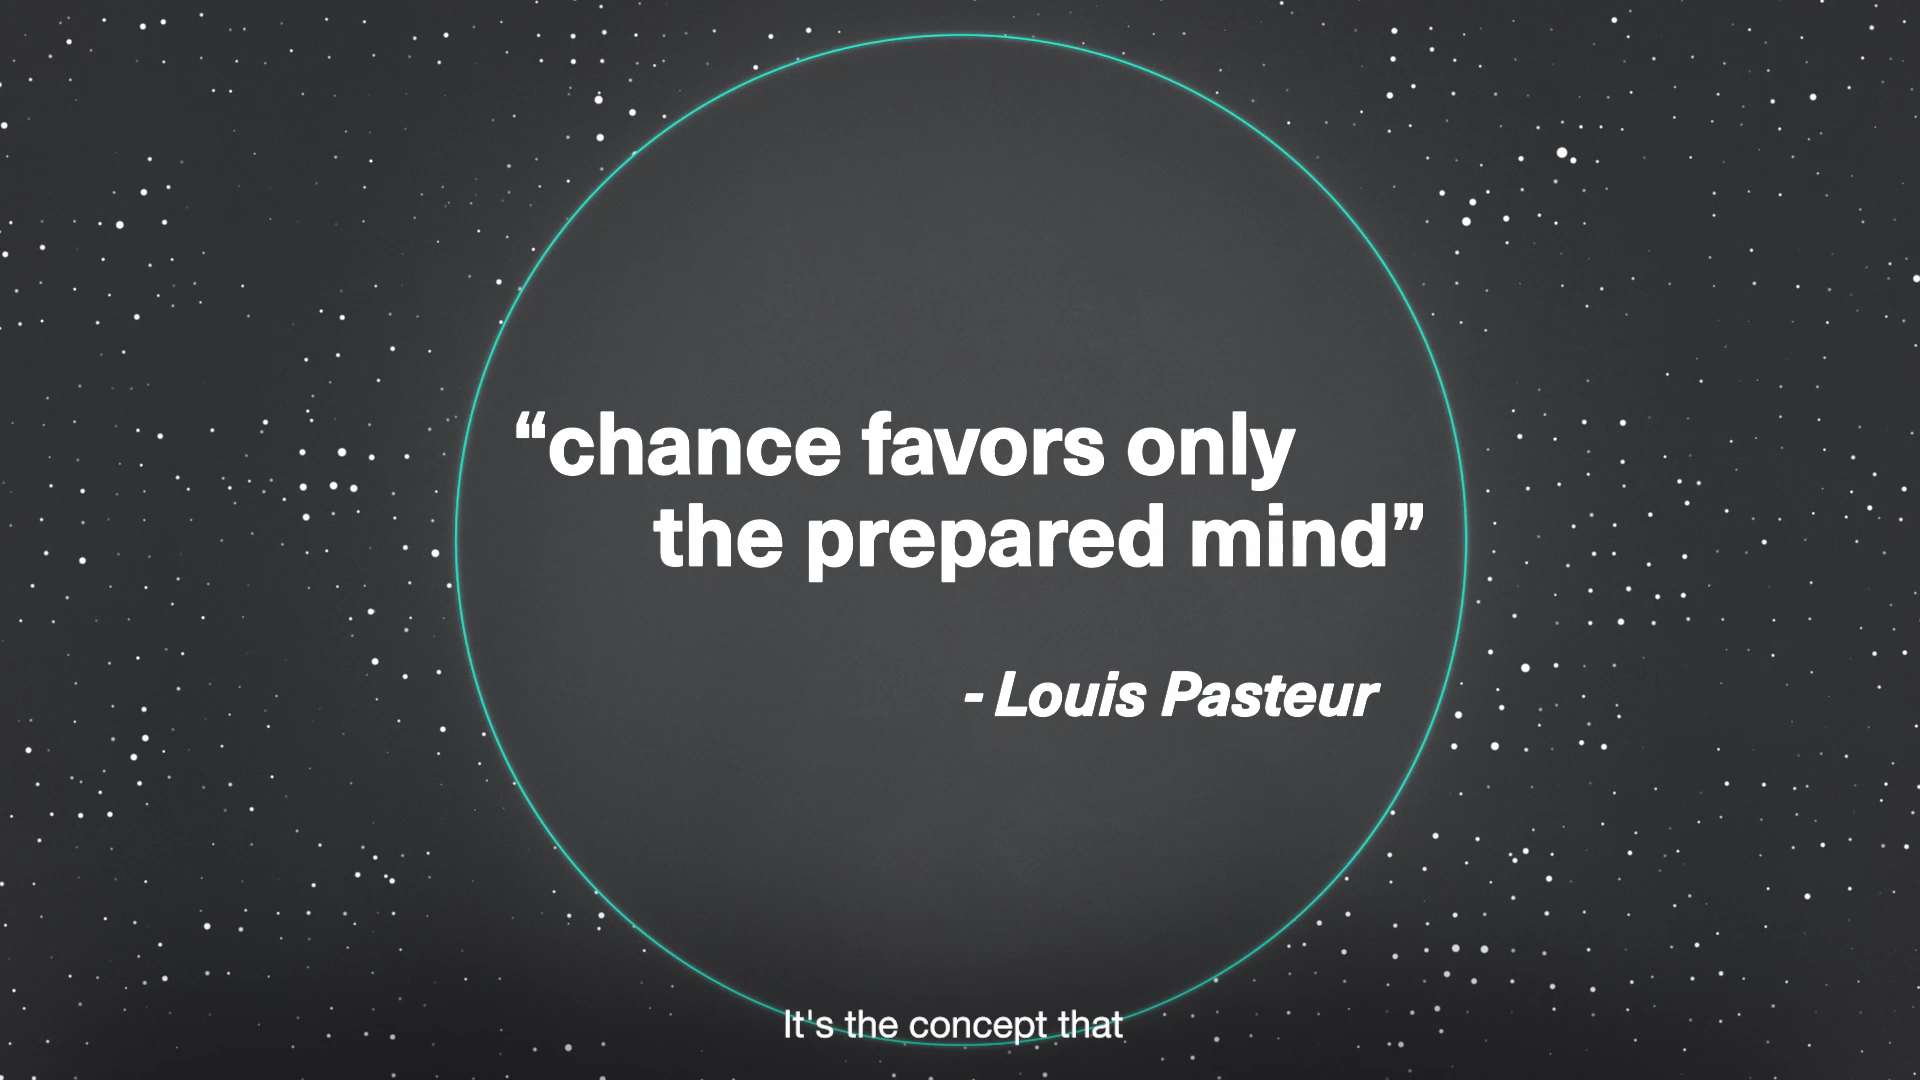 “chance favors only
the prepared mind”
- Louis Pasteur
It's the concept that